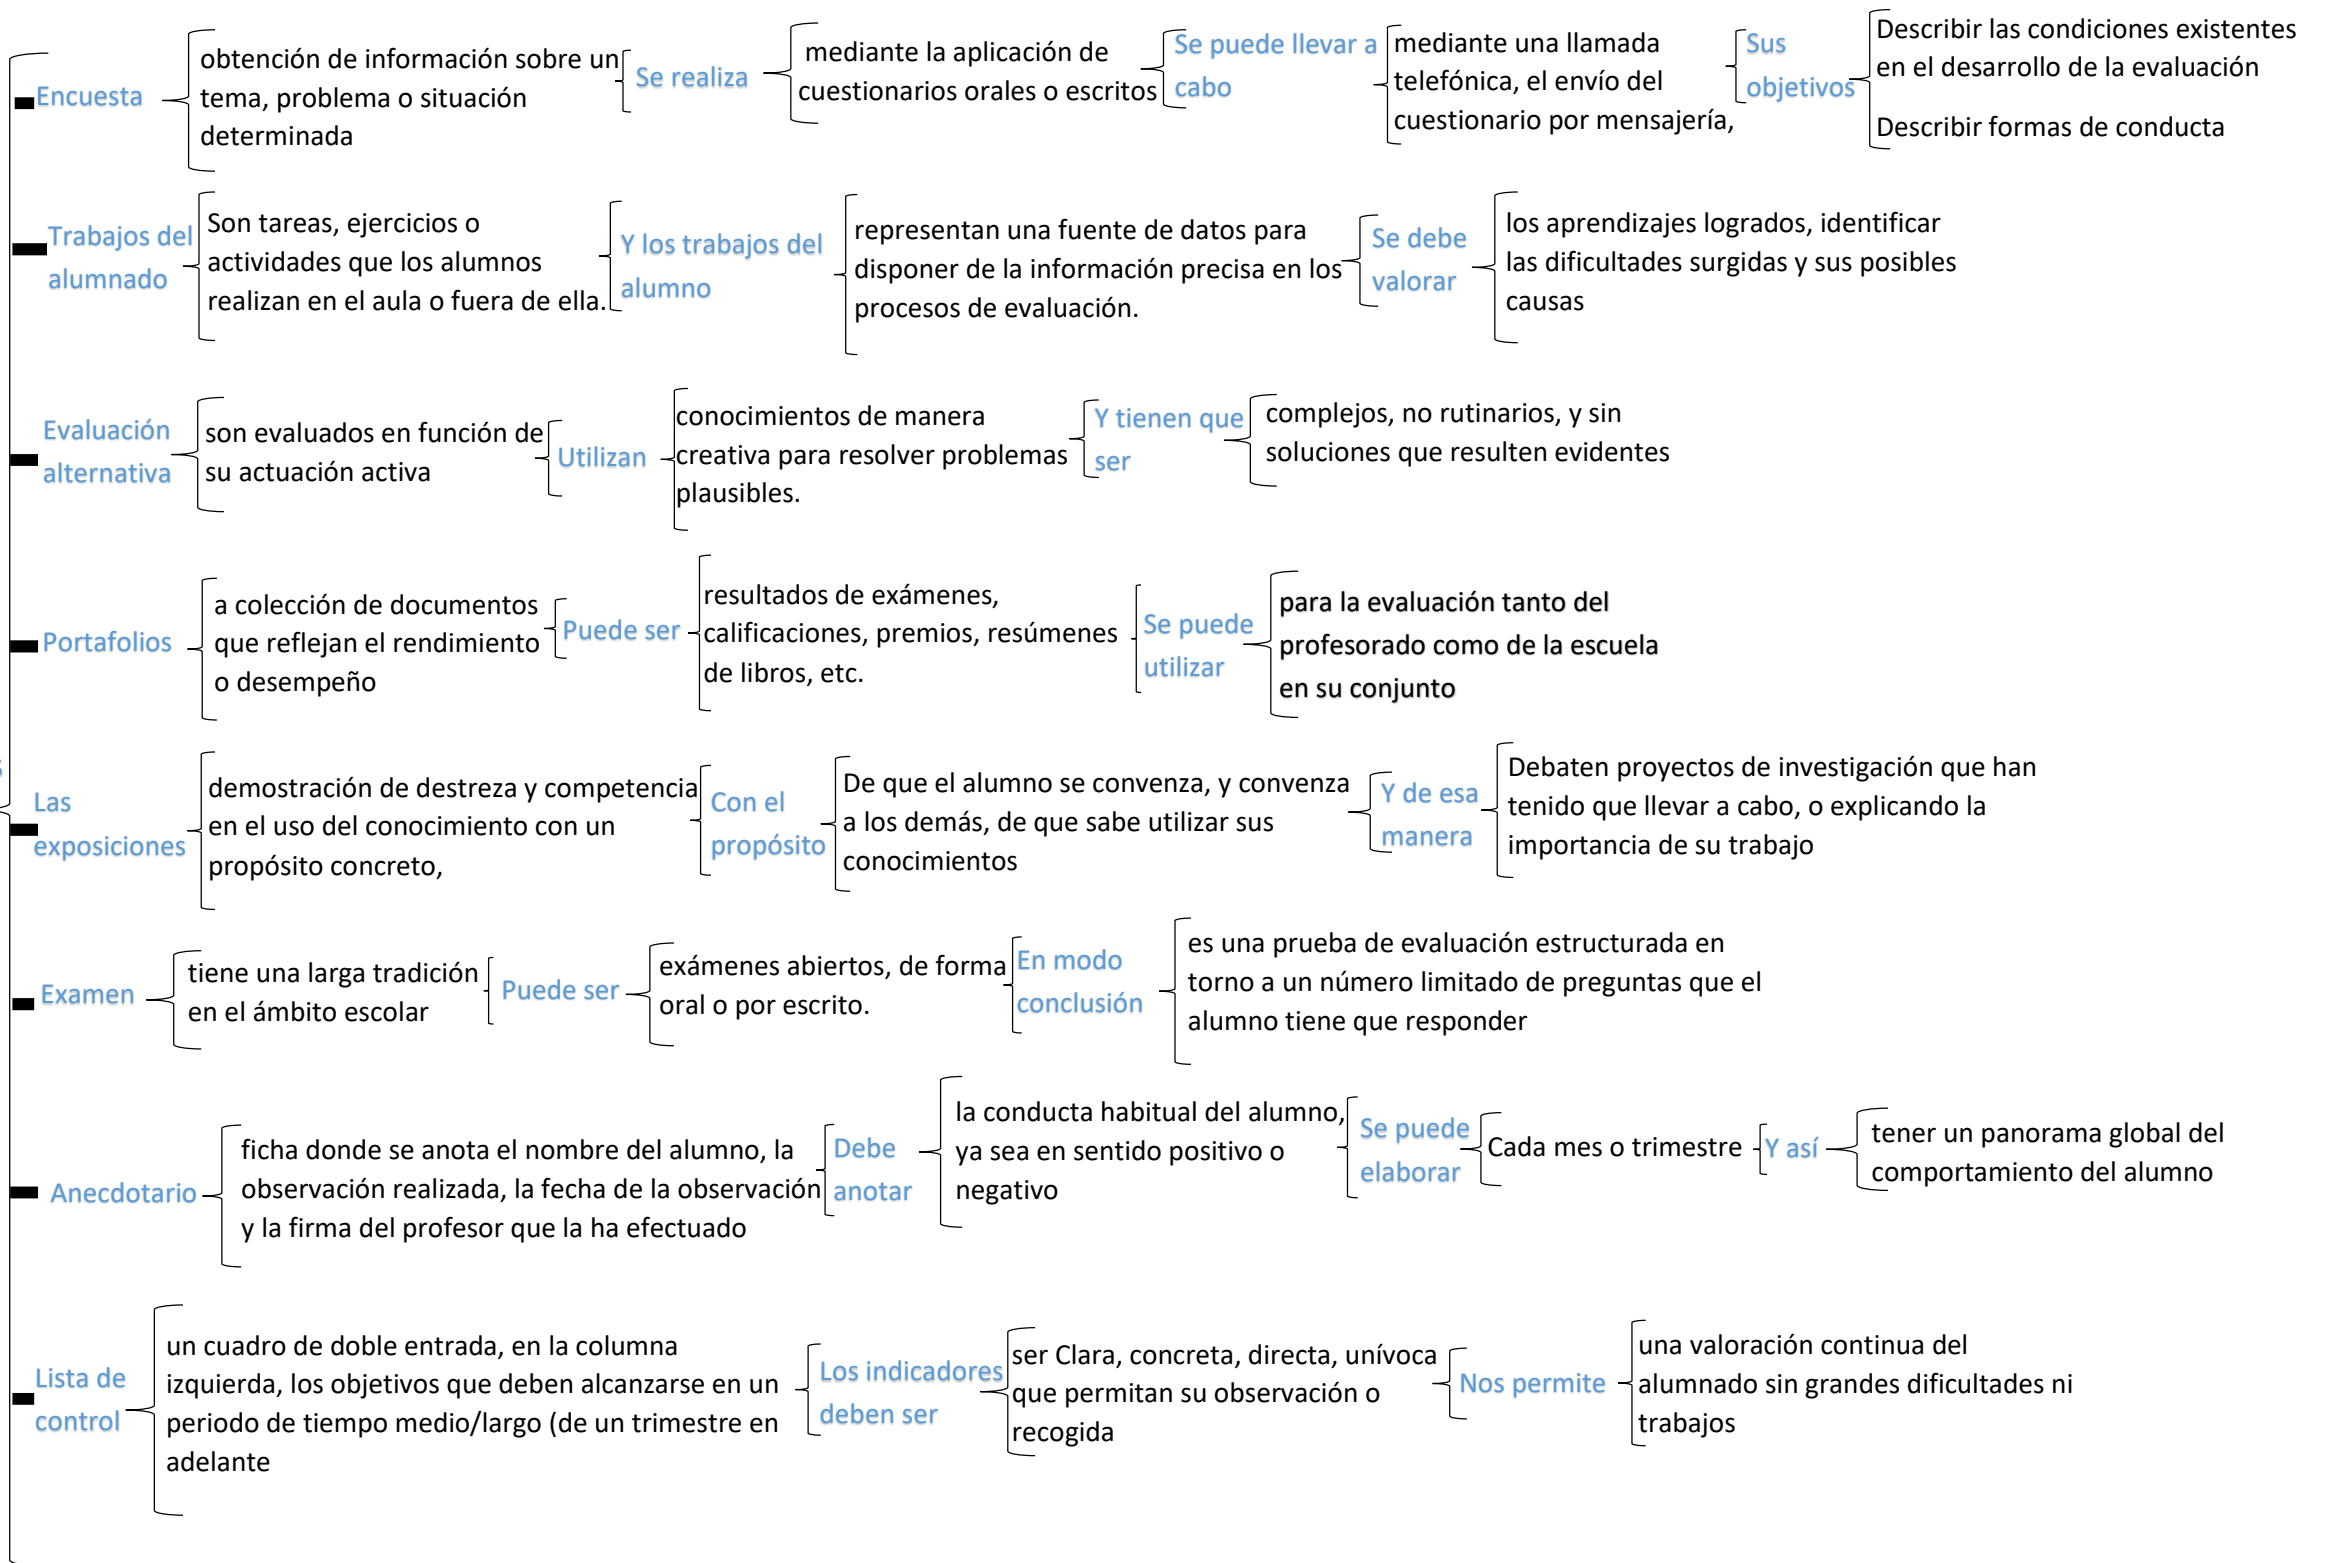 Encuesta
obtención de información sobre un
tema, problema o situación
determinada
Se realiza
mediante la aplicación de
cuestionarios orales o escritos
Se puede llevar a
cabo
mediante una llamada
telefónica, el envío del
cuestionario por mensajería,
Sus
objetivos
Describir las condiciones existentes
en el desarrollo de la evaluación
Describir formas de conducta
Trabajos del
alumnado
Son tareas, ejercicios o
actividades que los alumnos
realizan en el aula o fuera de ella.
Y los trabajos del
alumno
representan una fuente de datos para
disponer de la información precisa en los
procesos de evaluación.
Se debe
valorar
los aprendizajes logrados, identificar
las dificultades surgidas y sus posibles
causas
Evaluación
alternativa
son evaluados en función de
su actuación activa
Utilizan
conocimientos de manera
creativa para resolver problemas
plausibles.
Y tienen que
ser
complejos, no rutinarios, y sin
soluciones que resulten evidentes
Portafolios
a colección de documentos
que reflejan el rendimiento
o desempeño
Puede ser
resultados de exámenes,
calificaciones, premios, resúmenes
de libros, etc.
Se puede
utilizar
para la evaluación tanto del
profesorado como de la escuela
en su conjunto
Las
exposiciones
demostración de destreza y competencia
en el uso del conocimiento con un
propósito concreto,
Con el
propósito
De que el alumno se convenza, y convenza
a los demás, de que sabe utilizar sus
conocimientos
Y de esa
manera
Debaten proyectos de investigación que han
tenido que llevar a cabo, o explicando la
importancia de su trabajo
Examen
tiene una larga tradición
en el ámbito escolar
Puede ser
exámenes abiertos, de forma
oral o por escrito.
En modo
conclusión
es una prueba de evaluación estructurada en
torno a un número limitado de preguntas que el
alumno tiene que responder
Anecdotario
ficha donde se anota el nombre del alumno, la
observación realizada, la fecha de la observación
y la firma del profesor que la ha efectuado
Debe
anotar
la conducta habitual del alumno,
ya sea en sentido positivo o
negativo
Se puede
elaborar
Cada mes o trimestre
Y así
tener un panorama global del
comportamiento del alumno
Lista de
control
un cuadro de doble entrada, en la columna
izquierda, los objetivos que deben alcanzarse en un
periodo de tiempo medio/largo (de un trimestre en
adelante
Los indicadores
deben ser
ser Clara, concreta, directa, unívoca
que permitan su observación o
recogida
Nos permite
una valoración continua del
alumnado sin grandes dificultades ni
trabajos